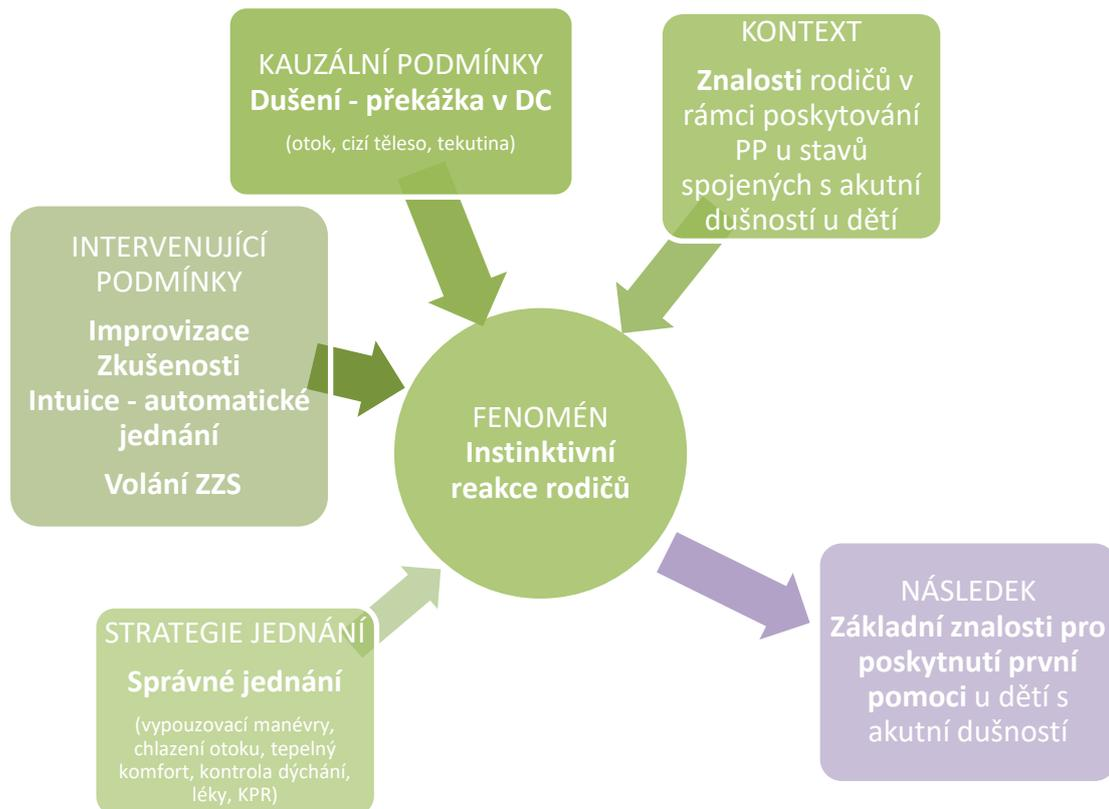 KAUZÁLNÍ PODMÍNKY
Dušení - překážka v DC
(otok, cizí těleso, tekutina)
KONTEXT
Znalosti rodičů v
rámci poskytování
PP u stavů
spojených s akutní
dušností u dětí
INTERVENUJÍCÍ
PODMÍNKY
Improvizace
Zkušenosti
Intuice - automatické
jednání
Volání ZZS
FENOMÉN
Instinktivní
reakce rodičů
STRATEGIE JEDNÁNÍ
Správné jednání
(vypouzovací manévry,
chlazení otoku, tepelný
komfort, kontrola dýchání,
léky, KPR)
NÁSLEDEK
Základní znalosti pro
poskytnutí první
pomoci u dětí s
akutní dušností